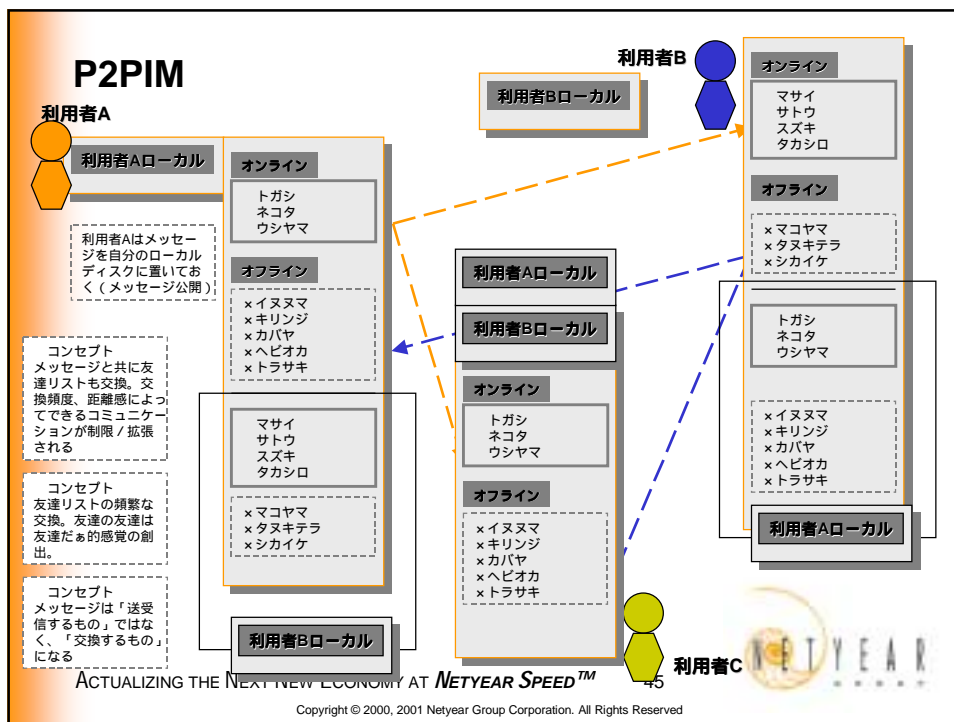 P2PIM
利用者A
利用者Aローカル
オンライン
トガシ
ネコタ
ウシヤマ
オフライン
×イヌヌマ
×キリンジ
×カバヤ
×ヘビオカ
×トラサキ
マサイ
サトウ
スズキ
タカシロ
×マコヤマ
×タヌキテラ
×シカイケ
利用者Bローカル
利用者Aはメッセー
ジを自分のローカル
ディスクに置いてお
く(メッセージ公開)
コンセプト
メッセージと共に友
達リストも交換。交
換頻度、距離感によっ
てできるコミュニケー
ションが制限/拡張
される
コンセプト
友達リストの頻繁な
交換。友達の友達は
友達だぁ的感覚の創
出。
コンセプト
メッセージは「送受
信するもの」ではな
く、「交換するもの」
になる
利用者Bローカル
利用者B
オンライン
マサイ
サトウ
スズキ
タカシロ
オフライン
×マコヤマ
×タヌキテラ
×シカイケ
トガシ
ネコタ
ウシヤマ
×イヌヌマ
×キリンジ
×カバヤ
×ヘビオカ
×トラサキ
利用者Aローカル
利用者Aローカル
利用者Bローカル
オンライン
トガシ
ネコタ
ウシヤマ
オフライン
×イヌヌマ
×キリンジ
×カバヤ
×ヘビオカ
×トラサキ
利用者C
NETYEAR
GROUP
ACTUALIZING THE NEXT NEW ECONOMY AT NETYEAR SPEED™
45
Copyright © 2000, 2001 Netyear Group Corporation. All Rights Reserved